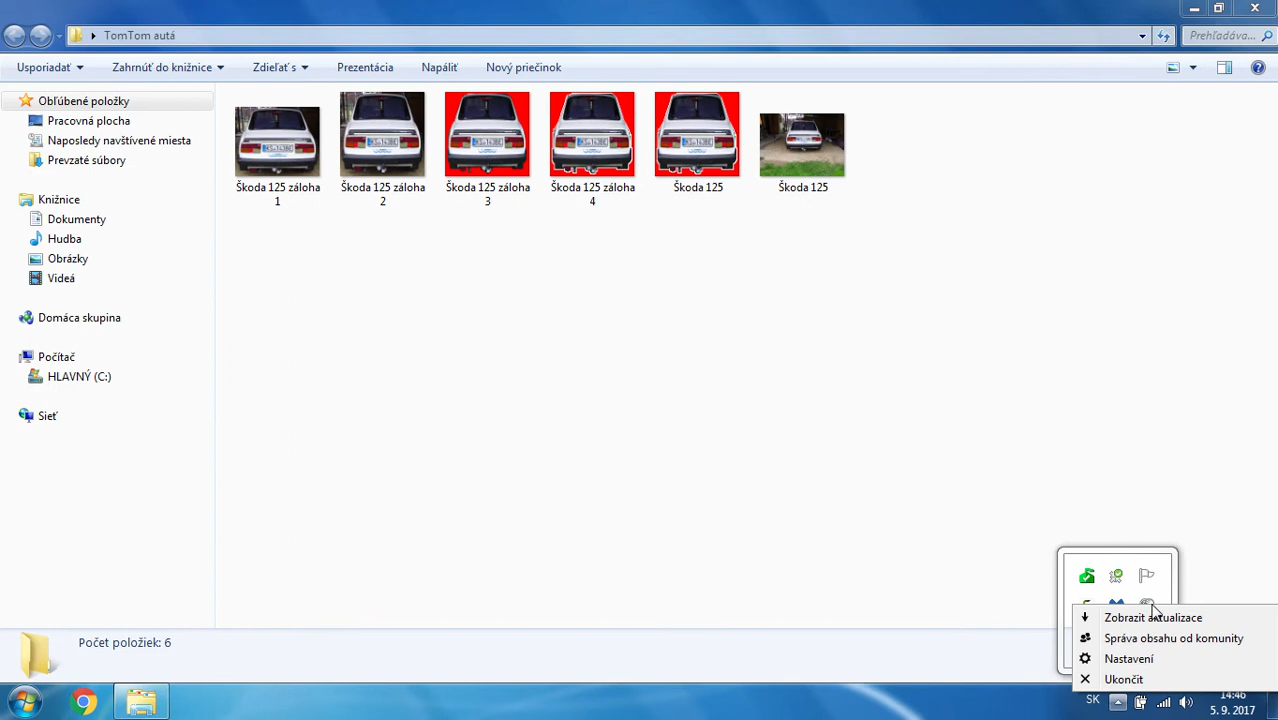 TomTom autá
Prehľadáva...
Usporiadať
Zahrnúť do knižnice
Zdieľať s
Prezentácia
Napáliť
Nový priečinok
Obľúbené položky
Pracovná plocha
Naposledy navštívené miesta
Prevzaté súbory
Knižnice
Dokumenty
Hudba
Obrázky
Videá
Domáca skupina
Počítač
HLAVNÝ (C:)
Sieť
Škoda 125 záloha
1
Škoda 125 záloha
2
Škoda 125 záloha
3
Škoda 125 záloha
4
Škoda 125
Škoda 125
Zobrazit aktualizace
Správa obsahu od komunity
Nastavení
Ukončit
Počet položiek: 6
SK
14:46
5. 9. 2017